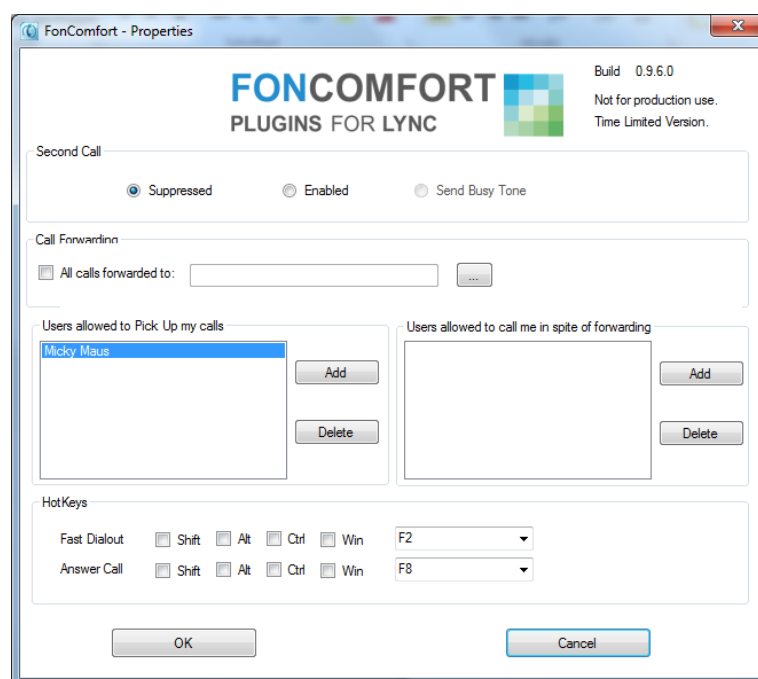 FonComfort - Properties
FONCOMFORT
PLUGINS FOR LYNC
Build 0.9.6.0
Not for production use.
Time Limited Version.
Second Call
Suppressed Enabled Send Busy Tone
Call Forwarding
All calls forwarded to: ...
Users allowed to Pick Up my calls
Micky Maus
Add
Delete
Users allowed to call me in spite of forwarding
Add
Delete
HotKeys
Fast Dialout Shift Alt Ctrl Win F2
Answer Call Shift Alt Ctrl Win F8
OK Cancel